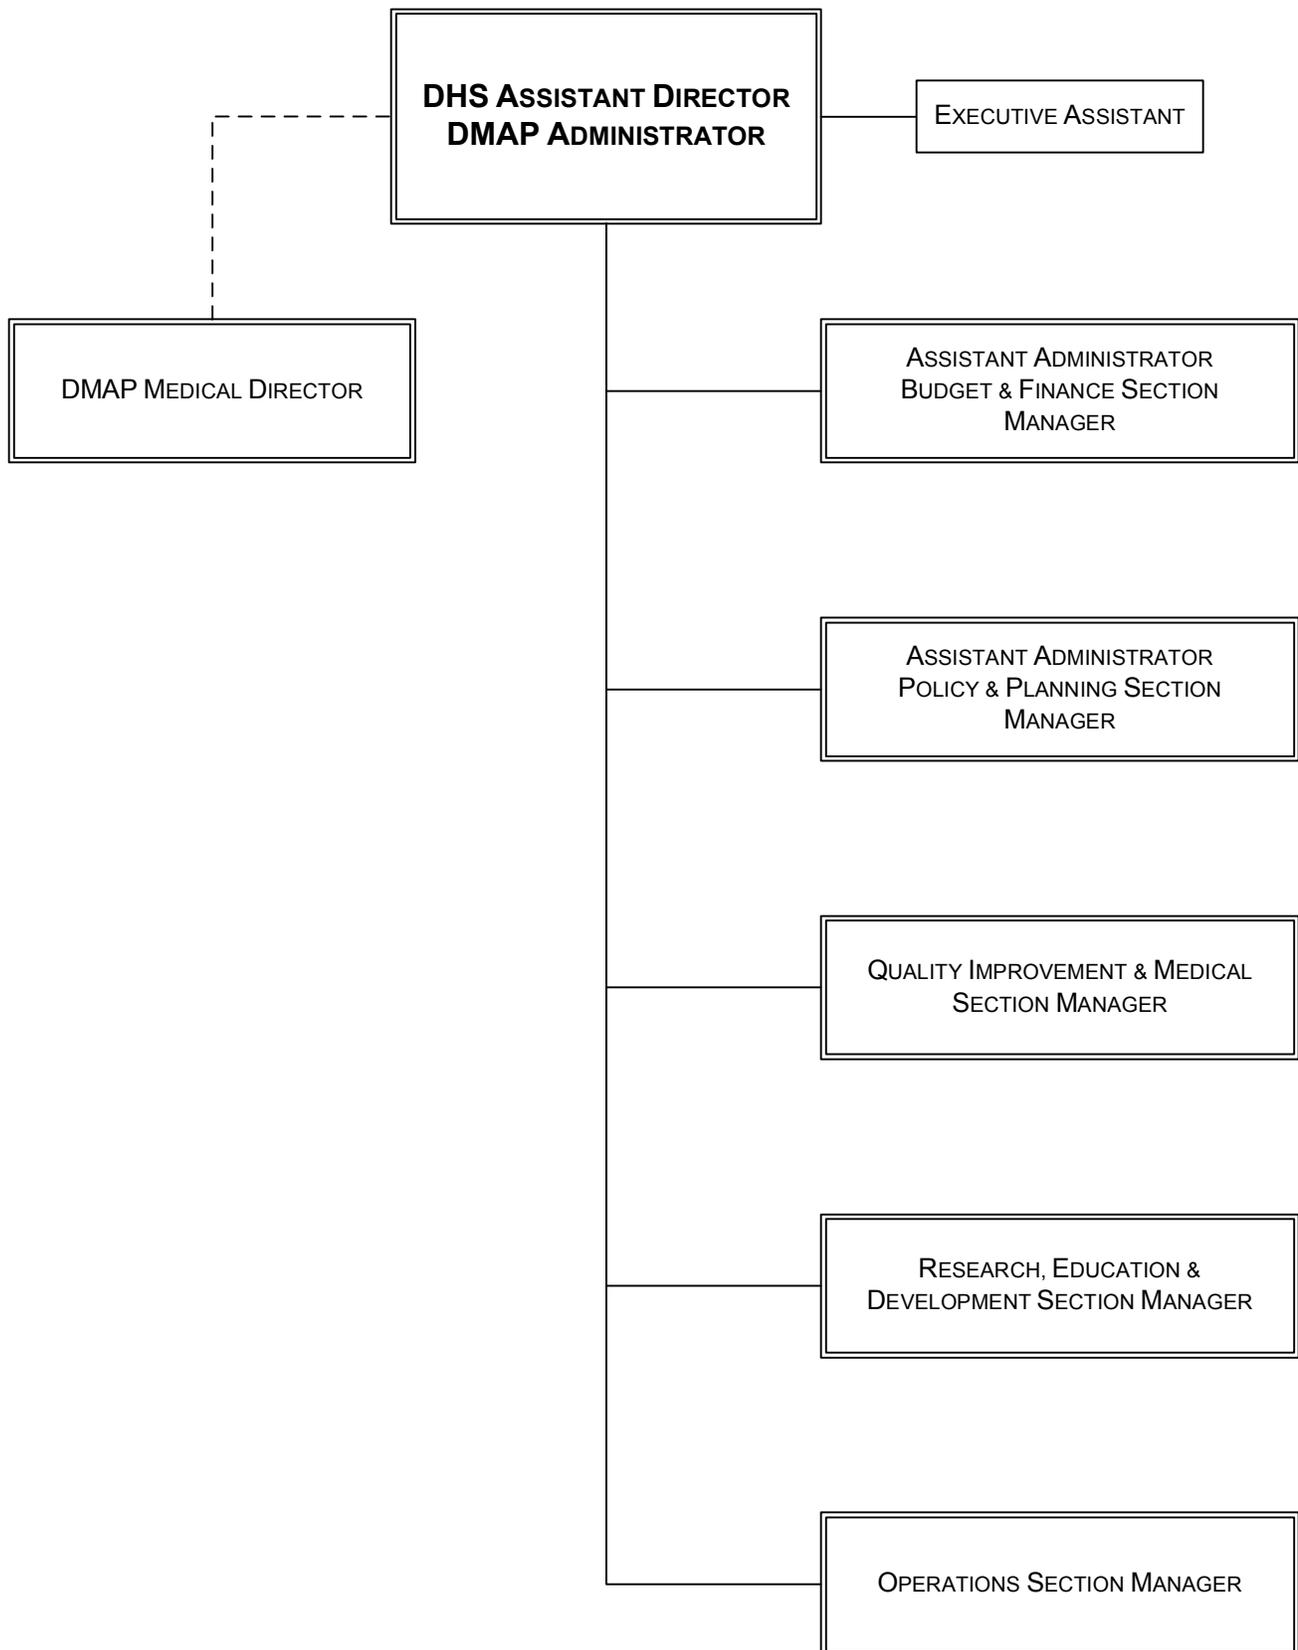 DHS ASSISTANT DIRECTOR
DMAP ADMINISTRATOR
EXECUTIVE ASSISTANT
DMAP MEDICAL DIRECTOR
ASSISTANT ADMINISTRATOR
BUDGET & FINANCE SECTION
MANAGER
ASSISTANT ADMINISTRATOR
POLICY & PLANNING SECTION
MANAGER
QUALITY IMPROVEMENT & MEDICAL
SECTION MANAGER
RESEARCH, EDUCATION &
DEVELOPMENT SECTION MANAGER
OPERATIONS SECTION MANAGER